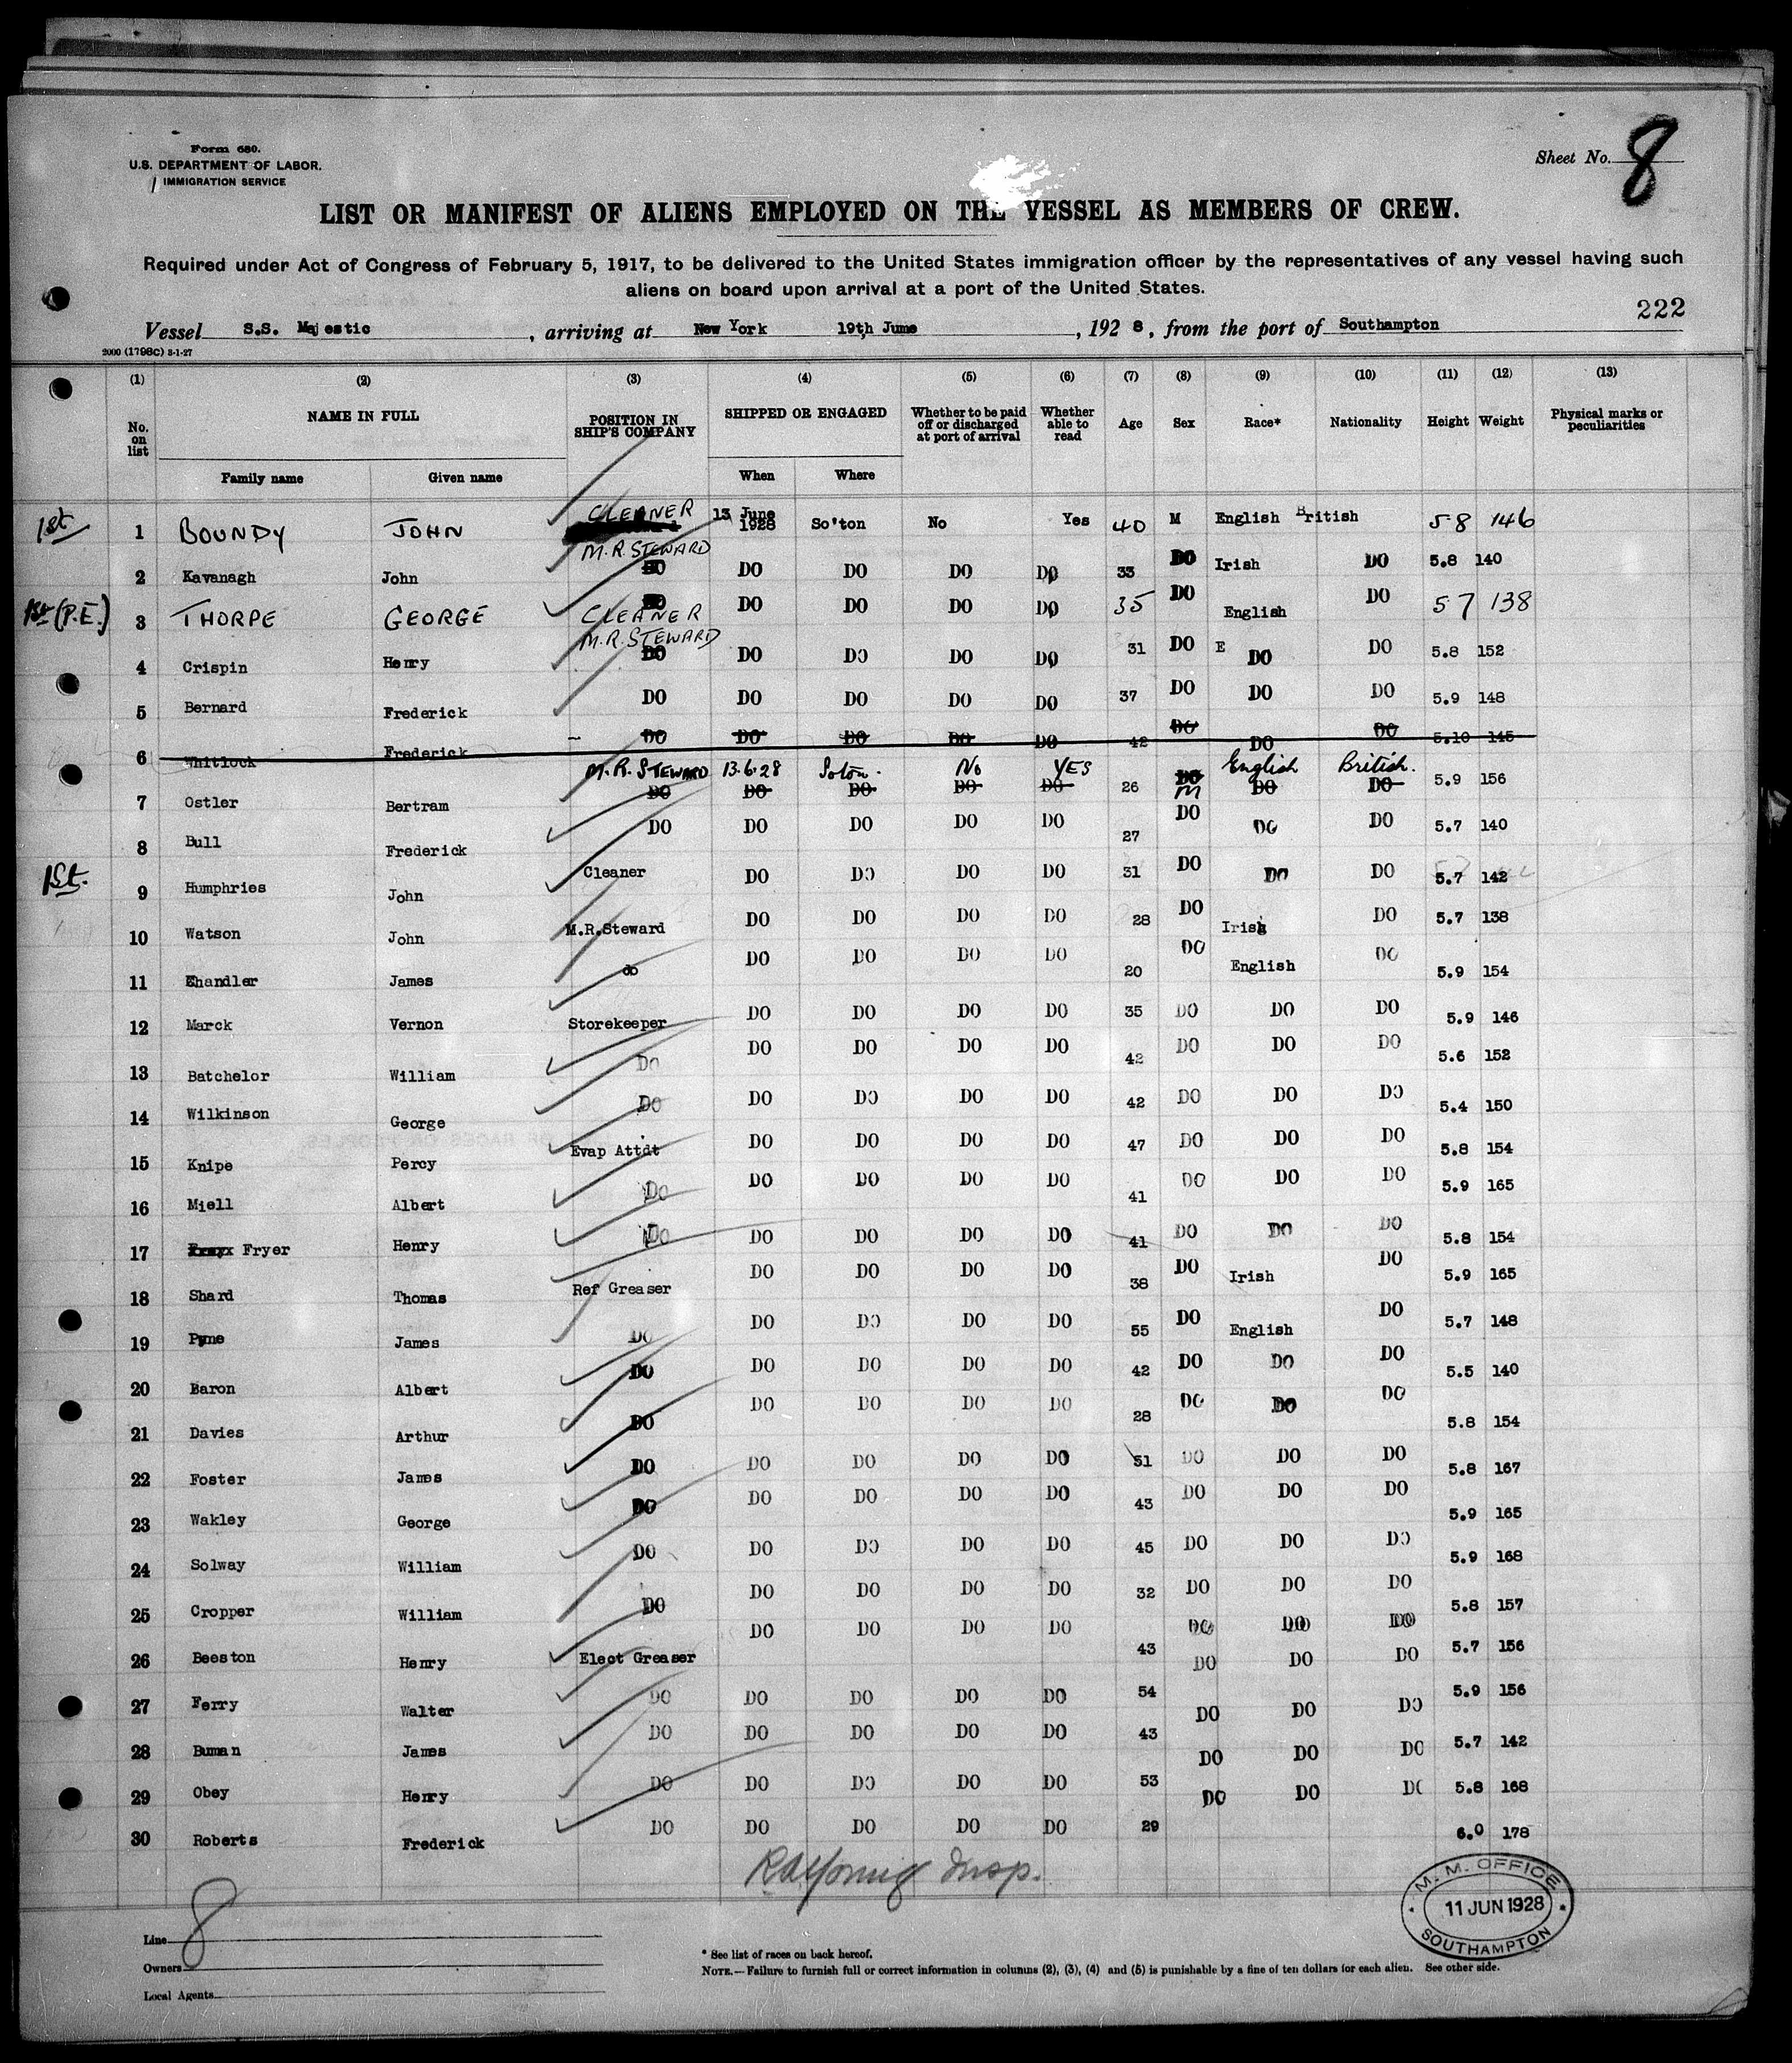 Form 680.
U.S. DEPARTMENT OF LABOR.
IMMIGRATION SERVICE
Sheet No. 8
LIST OR MANIFEST OF ALIENS EMPLOYED ON THE VESSEL AS MEMBERS OF CREW.
Required under Act of Congress of February 5, 1917, to be delivered to the United States immigration officer by the representatives of any vessel having such
aliens on board upon arrival at a port of the United States.
222
Vessel S.S. Majestic, arriving at New York 19th June, 1928, from the port of Southampton
2000 (1798C) 3-1-27
(1) (2) (3) (4) (5) (6) (7) (8) (9) (10) (11) (12) (13)
No. on list NAME IN FULL POSITION IN SHIP'S COMPANY SHIPPED OR ENGAGED Whether to be paid off or discharged at port of arrival Whether able to read Age Sex Race* Nationality Height Weight Physical marks or peculiarities
Family name Given name When Where
1st 1 BOUNDY JOHN CLEANER 13 June 1928 So'ton No Yes 40 M English British 5-8 146
2 Kavanagh John M.R. STEWARD DO DO DO DO DO 33 DO Irish DO 5.8 140
1st (P.E.) 3 THORPE GEORGE CLEANER DO DO DO DO DO 35 DO English DO 5 7 138
4 Crispin Henry M.R. STEWARD DO DO DO DO DO 31 DO E DO DO 5.8 152
5 Bernard Frederick DO DO DO DO DO 37 DO DO DO 5.9 148
6 Whitlock Frederick DO DO DO DO DO 42 DO DO DO 5.10 145
7 Ostler Bertram M.R. STEWARD 13.6.28 Soton. No YES English British.
DO DO DO DO DO 26 DO M DO DO 5.9 156
8 Bull Frederick DO DO DO DO DO 27 DO DO DO 5.7 140
1st. 9 Humphries John Cleaner DO DO DO DO 31 DO DO DO 5.7 142
10 Watson John M.R.Steward DO DO DO DO 28 DO Irish DO 5.7 138
11 Ehandler James do DO DO DO DO 20 DO English DO 5.9 154
12 Marck Vernon Storekeeper DO DO DO DO 35 DO DO DO 5.9 146
13 Batchelor William Do DO DO DO DO 42 DO DO DO 5.6 152
14 Wilkinson George Do DO DO DO DO 42 DO DO DO 5.4 150
15 Knipe Percy Evap Attdt DO DO DO DO 47 DO DO DO 5.8 154
16 Miell Albert Do DO DO DO DO 41 DO DO DO 5.9 165
17 Fryer Henry Do DO DO DO DO 41 DO DO DO 5.8 154
18 Shard Thomas Ref Greaser DO DO DO DO 38 DO Irish DO 5.9 165
19 Pyne James DO DO DO DO DO 55 DO English DO 5.7 148
20 Baron Albert DO DO DO DO DO 42 DO DO DO 5.5 140
21 Davies Arthur DO DO DO DO DO 28 DO DO DO 5.8 154
22 Foster James DO DO DO DO DO 31 DO DO DO 5.8 167
23 Wakley George DO DO DO DO DO 43 DO DO DO 5.9 165
24 Solway William DO DO DO DO DO 45 DO DO DO 5.9 168
25 Cropper William DO DO DO DO DO 32 DO DO DO 5.8 157
26 Beeston Henry Elect Greaser DO DO DO DO 43 DO DO DO 5.7 156
27 Ferry Walter DO DO DO DO DO 54 DO DO DO 5.9 156
28 Buman James DO DO DO DO DO 43 DO DO DO 5.7 142
29 Obey Henry DO DO DO DO DO 53 DO DO DO 5.8 168
30 Roberts Frederick DO DO DO DO DO 29 DO DO DO 6.0 178
Insp.
M. M. OFFICE
11 JUN 1928
SOUTHAMPTON
8
Line
Owners
Local Agents
* See list of races on back hereof.
NOTE.—Failure to furnish full or correct information in columns (2), (3), (4) and (5) is punishable by a fine of ten dollars for each alien. See other side.